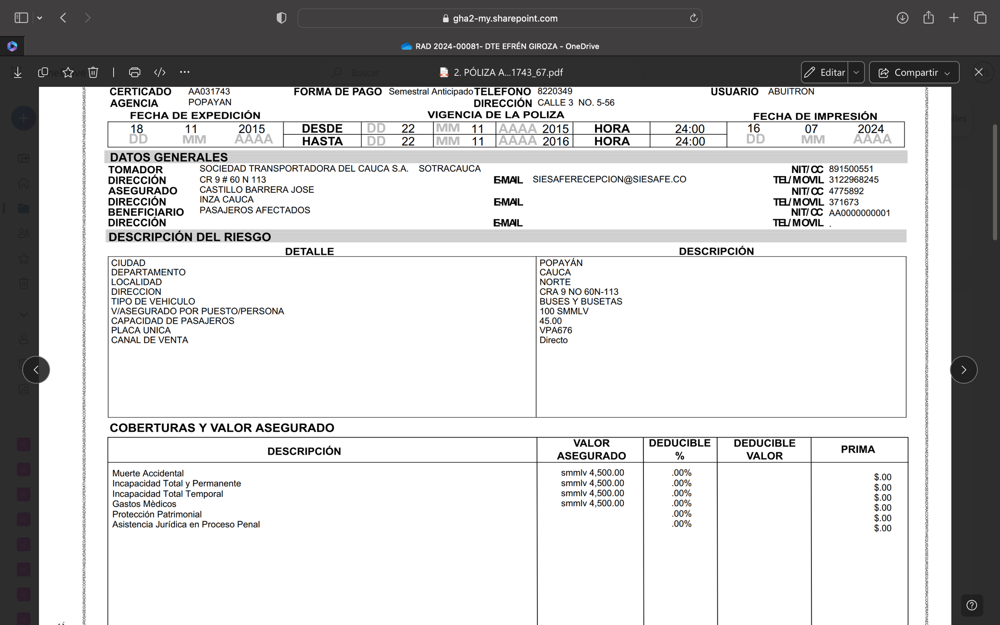 gha2-my.sharepoint.com
RAD 2024-00081- DTE EFRÉN GIROZA - OneDrive
Buscar
2. PÓLIZA A...1743_67.pdf
Editar
Compartir
CERTICADO AA031743 FORMA DE PAGO Semestral Anticipado TELEFONO 8220349 USUARIO ABUITRON
AGENCIA POPAYAN DIRECCIÓN CALLE 3 NO. 5-56
FECHA DE EXPEDICIÓN VIGENCIA DE LA POLIZA FECHA DE IMPRESIÓN
18 11 2015 DESDE DD 22 MM 11 AAAA 2015 HORA 24:00 16 07 2024
DD MM AAAA HASTA DD 22 MM 11 AAAA 2016 HORA 24:00 DD MM AAAA
DATOS GENERALES
TOMADOR SOCIEDAD TRANSPORTADORA DEL CAUCA S.A. SOTRACAUCA NIT/CC 891500551
DIRECCIÓN CR 9 # 60 N 113 E-MAIL SIESAFERECEPCION@SIESAFE.CO TEL/MOVIL 3122968245
ASEGURADO CASTILLO BARRERA JOSE NIT/CC 4775892
DIRECCIÓN INZA CAUCA E-MAIL TEL/MOVIL 371673
BENEFICIARIO PASAJEROS AFECTADOS NIT/CC AA0000000001
DIRECCIÓN E-MAIL TEL/MOVIL .
DESCRIPCIÓN DEL RIESGO
DETALLE DESCRIPCIÓN
CIUDAD POPAYÁN
DEPARTAMENTO CAUCA
LOCALIDAD NORTE
DIRECCION CRA 9 NO 60N-113
TIPO DE VEHICULO BUSES Y BUSETAS
V/ASEGURADO POR PUESTO/PERSONA 100 SMMLV
CAPACIDAD DE PASAJEROS 45.00
PLACA UNICA VPA676
CANAL DE VENTA Directo
COBERTURAS Y VALOR ASEGURADO
DESCRIPCIÓN VALOR ASEGURADO DEDUCIBLE % DEDUCIBLE VALOR PRIMA
Muerte Accidental smmlv 4,500.00 .00% $.00
Incapacidad Total y Permanente smmlv 4,500.00 .00% $.00
Incapacidad Total Temporal smmlv 4,500.00 .00% $.00
Gastos Mèdicos smmlv 4,500.00 .00% $.00
Protección Patrimonial .00% $.00
Asistencia Jurídica en Proceso Penal .00% $.00